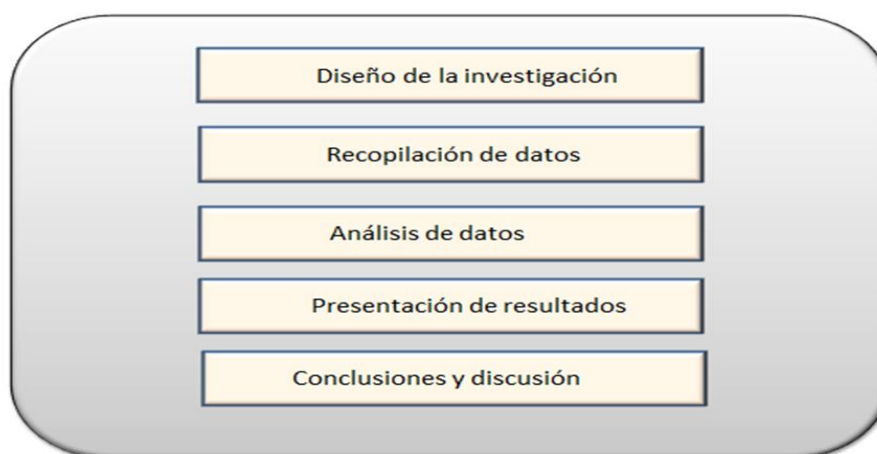 Diseño de la investigación
Recopilación de datos
Análisis de datos
Presentación de resultados
Conclusiones y discusión